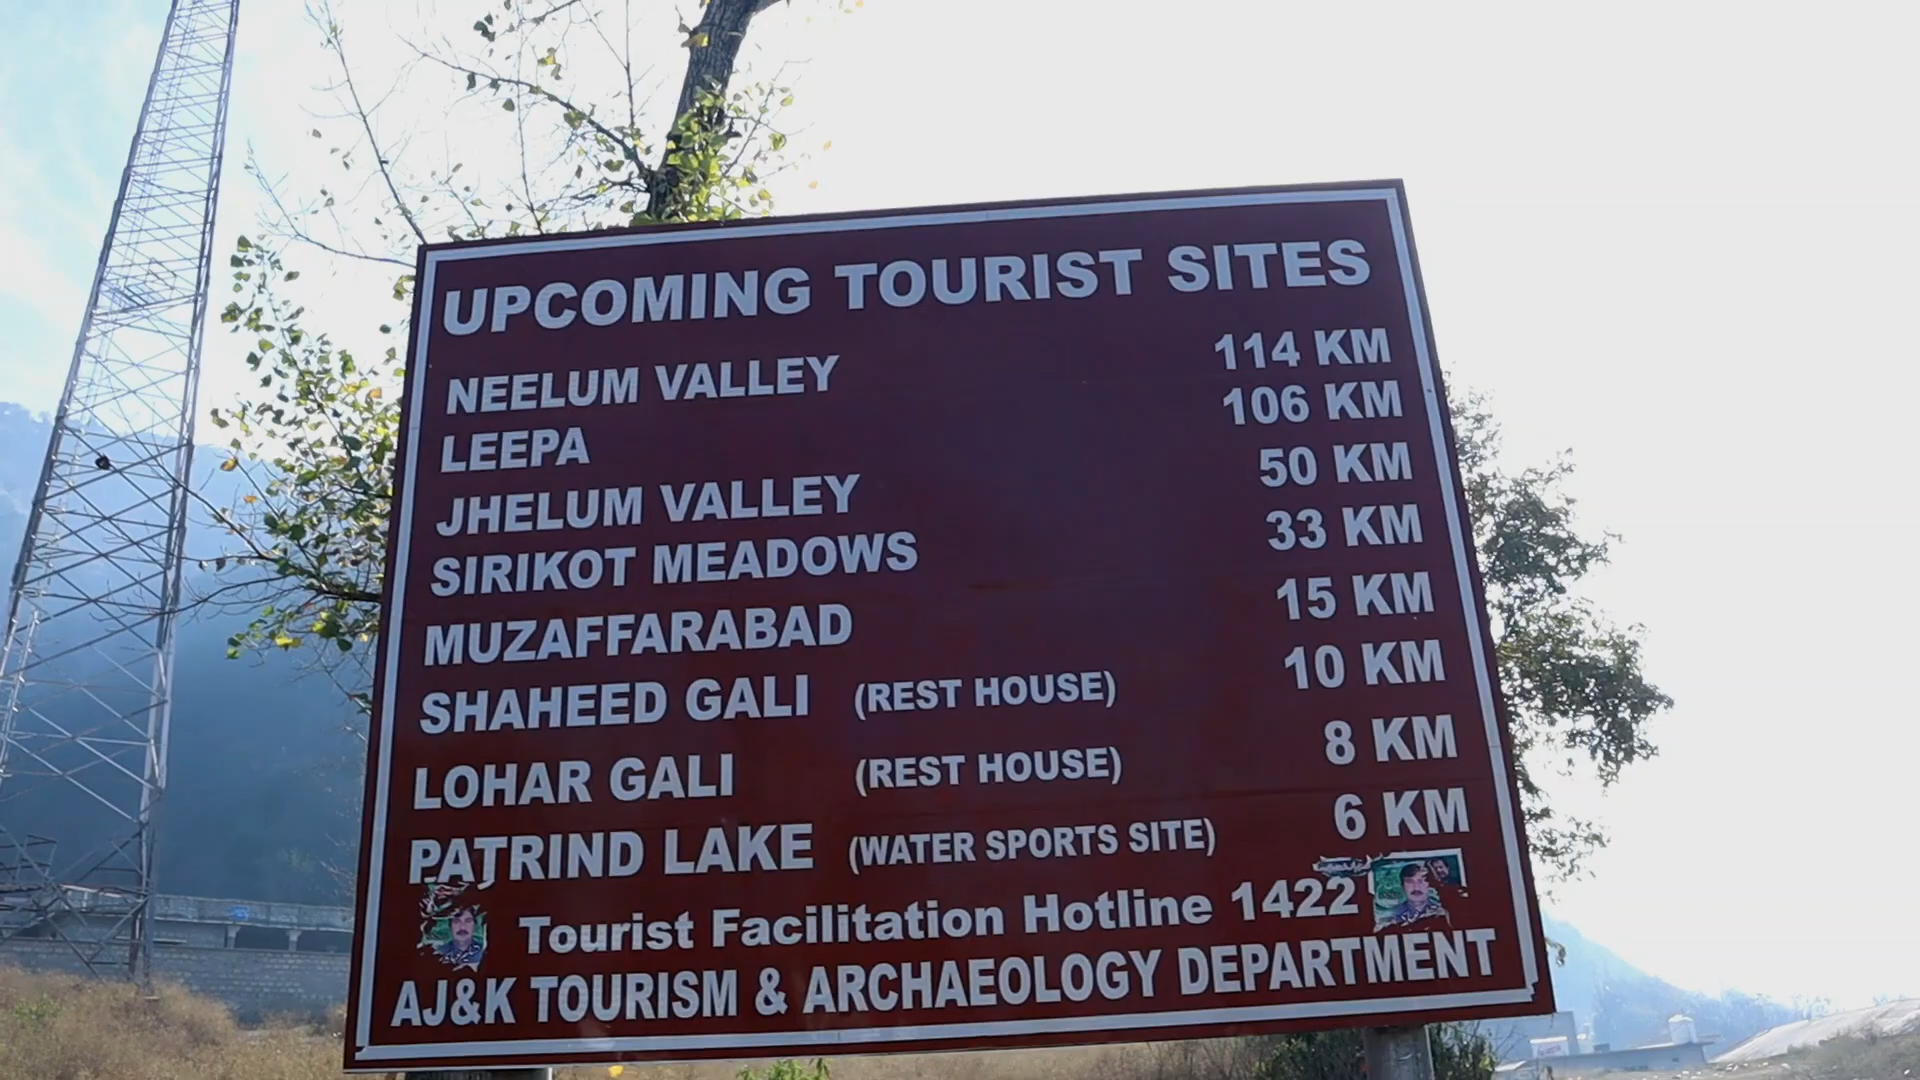 UPCOMING TOURIST SITES
NEELUM VALLEY 114 KM
LEEPA 106 KM
JHELUM VALLEY 50 KM
SIRIKOT MEADOWS 33 KM
MUZAFFARABAD 15 KM
SHAHEED GALI (REST HOUSE) 10 KM
LOHAR GALI (REST HOUSE) 8 KM
PATRIND LAKE (WATER SPORTS SITE) 6 KM
Tourist Facilitation Hotline 1422
AJ&K TOURISM & ARCHAEOLOGY DEPARTMENT